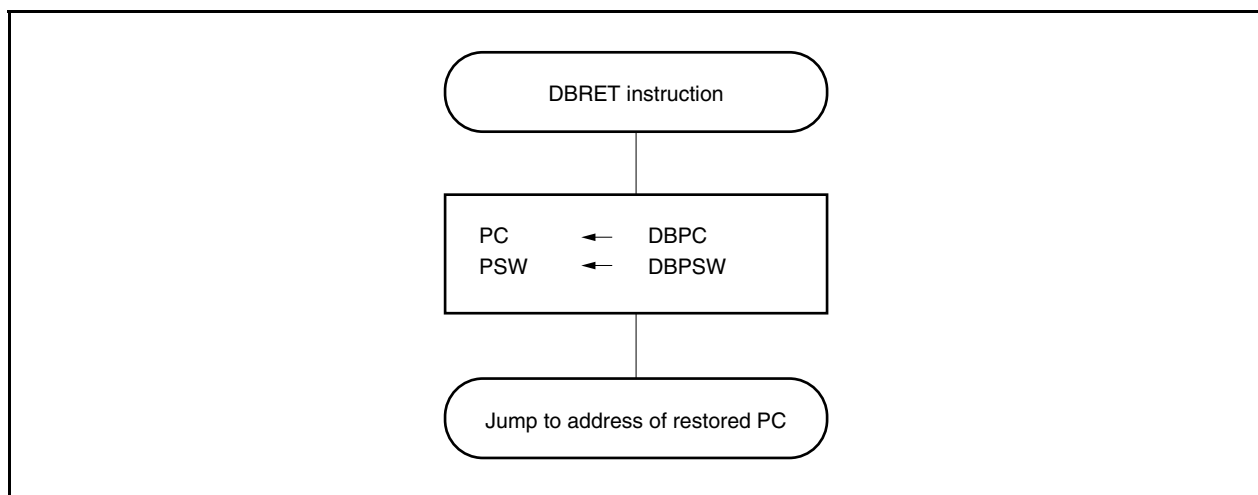 DBRET instruction
PC ← DBPC
PSW ← DBPSW
Jump to address of restored PC